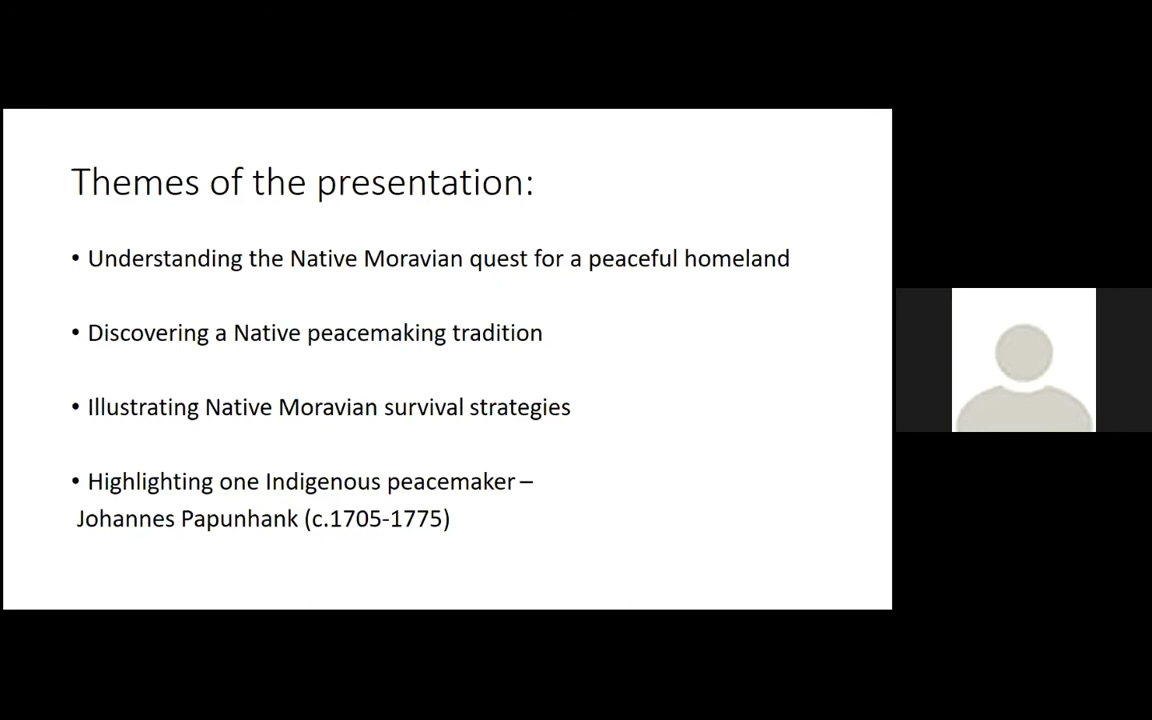 Themes of the presentation:
• Understanding the Native Moravian quest for a peaceful homeland
• Discovering a Native peacemaking tradition
• Illustrating Native Moravian survival strategies
• Highlighting one Indigenous peacemaker –
Johannes Papunhank (c.1705-1775)